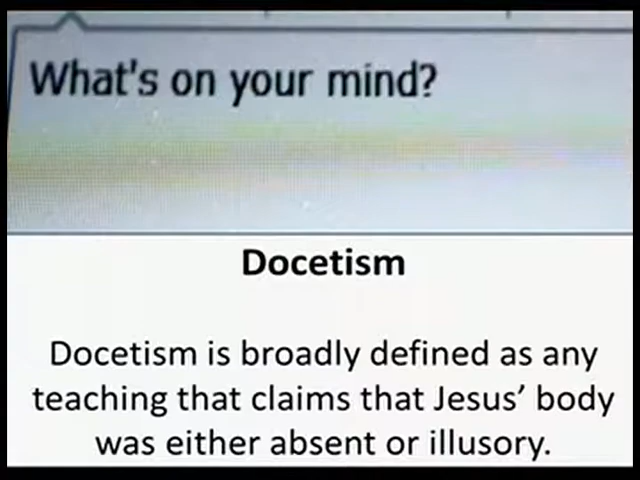 What's on your mind?
Docetism
Docetism is broadly defined as any
teaching that claims that Jesus' body
was either absent or illusory.